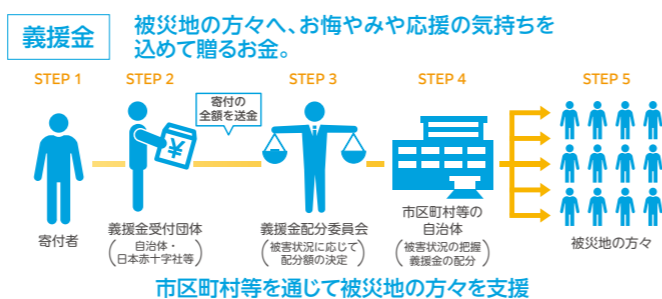 義援金
被災地の方々へ、お悔やみや応援の気持ちを
込めて贈るお金。
STEP 1
STEP 2
STEP 3
STEP 4
STEP 5
寄付の
全額を送金
¥
寄付者
義援金受付団体
(自治体・
日本赤十字社等)
義援金配分委員会
(被害状況に応じて
配分額の決定)
市区町村等の
自治体
(被害状況の把握
義援金の配分)
被災地の方々
市区町村等を通じて被災地の方々を支援